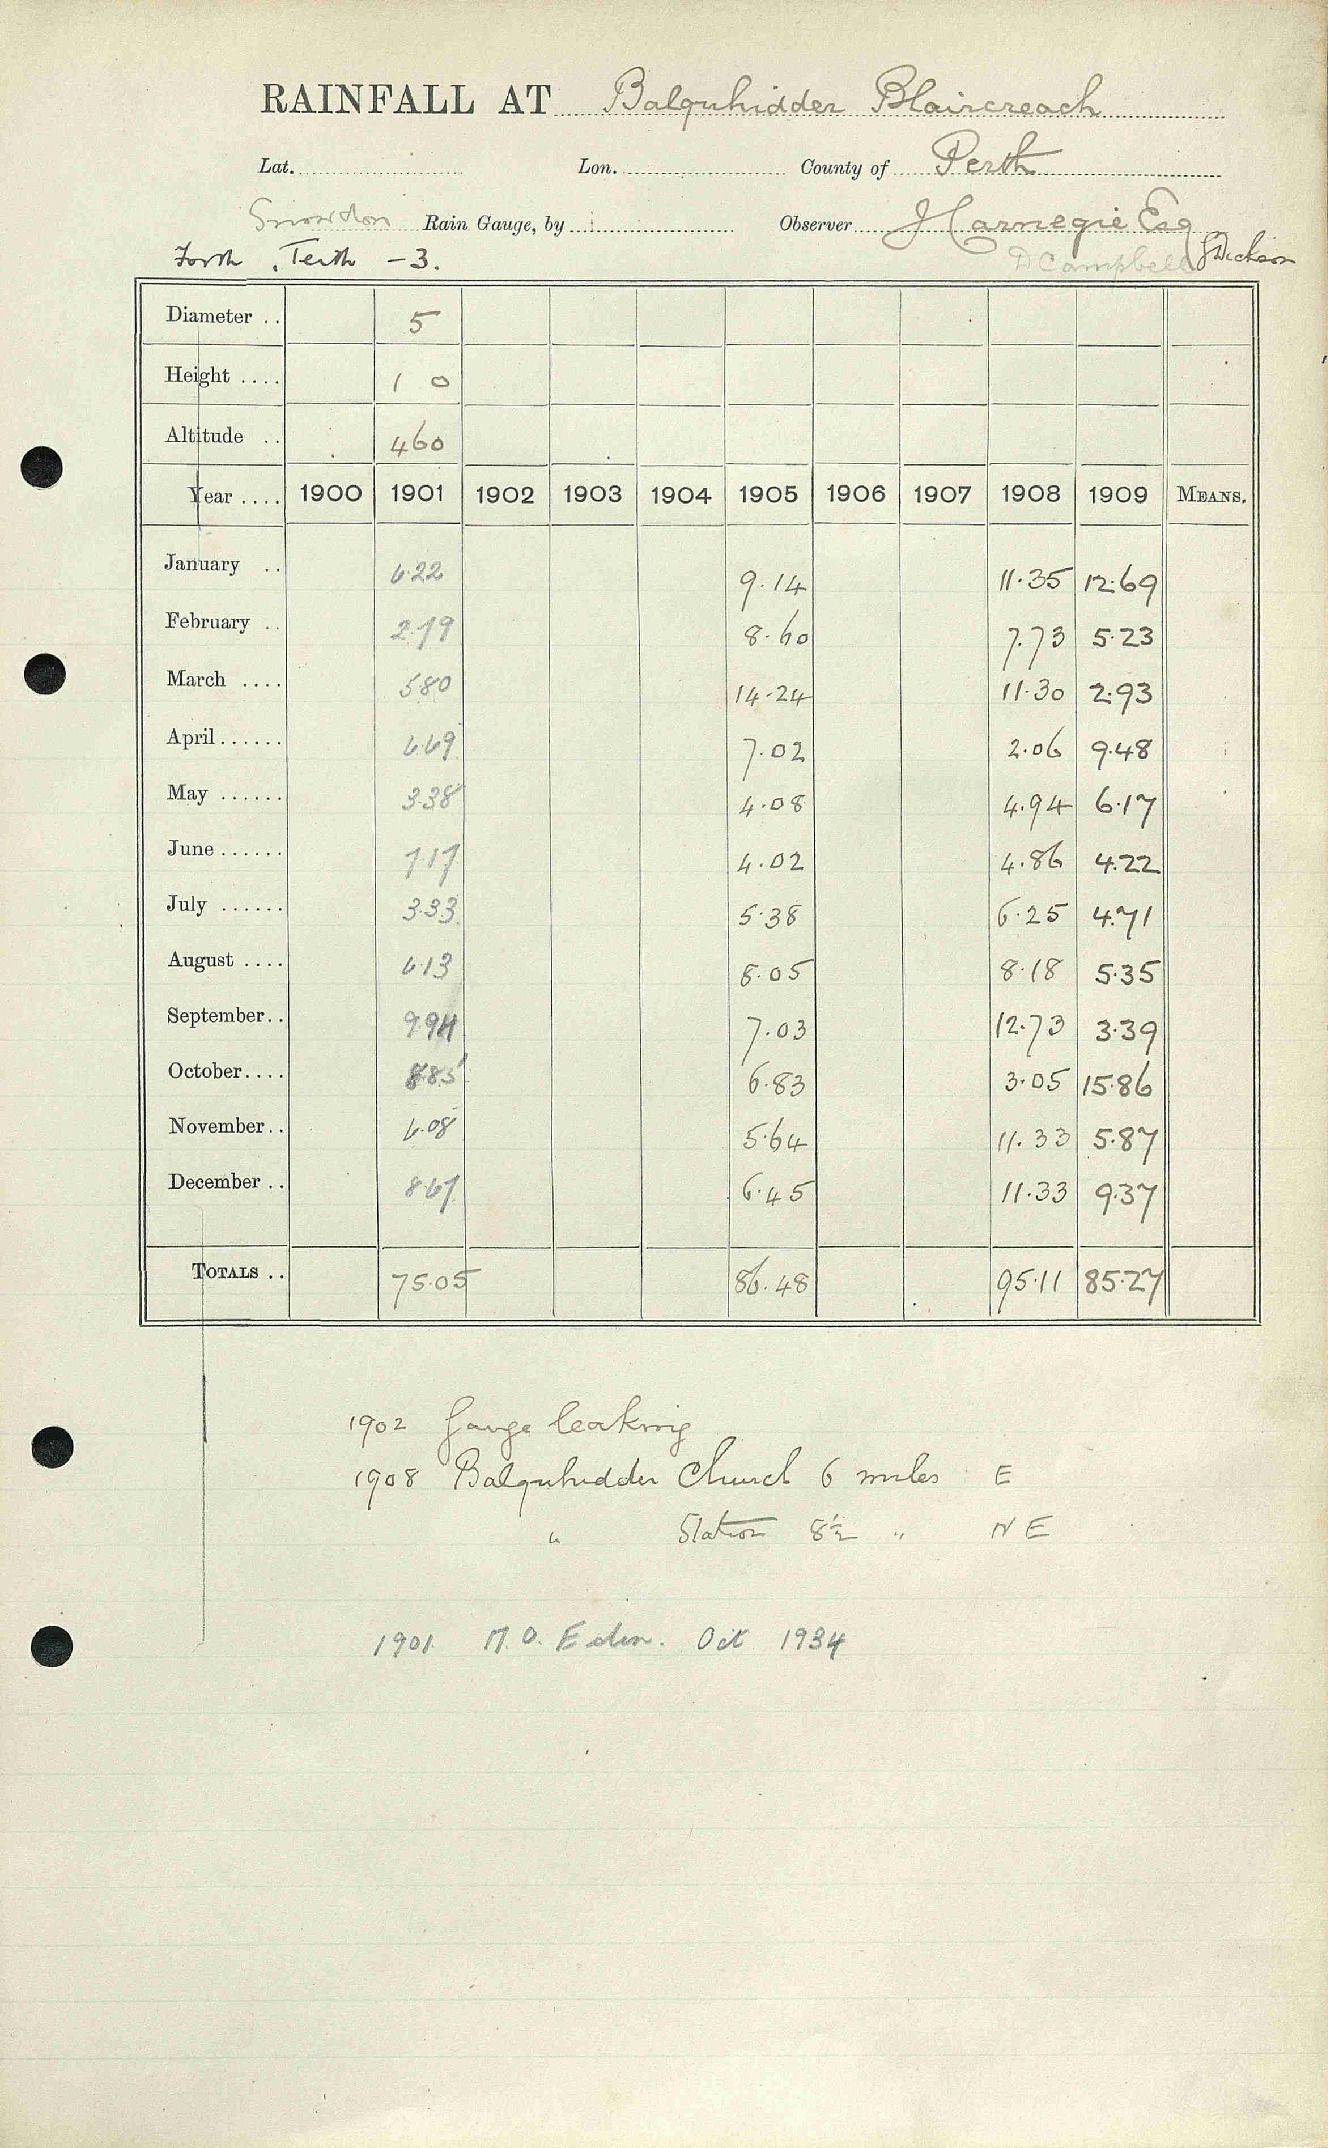 RAINFALL AT Balquhidder Blaircreach
Lat. Lon. County of Perth
Snowdon Rain Gauge, by Observer J Carnegie Esq
Forth, Teith - 3. D Campbell J Dickson
Diameter .. 5
Height .... 1 0
Altitude .. 460
Year .... 1900 1901 1902 1903 1904 1905 1906 1907 1908 1909 MEANS.
January .. 6.22 9.14 11.35 12.69
February .. 2.79 8.60 7.73 5.23
March .... 5.80 14.24 11.30 2.93
April ...... 6.69 7.02 2.06 9.48
May ...... 3.38 4.08 4.94 6.17
June ...... 7.17 4.02 4.86 4.22
July ...... 3.33 5.38 6.25 4.71
August .... 6.13 8.05 8.18 5.35
September .. 9.94 7.03 12.73 3.39
October .... 8.85 6.83 3.05 15.86
November .. 6.08 5.64 11.33 5.87
December .. 8.67 6.45 11.33 9.37
TOTALS .. 75.05 86.48 95.11 85.27
1902 Gauge leaking
1908 Balquhidder Church 6 miles E
" Station 8½ " NE
1901 M.O. Edin. Oct 1934